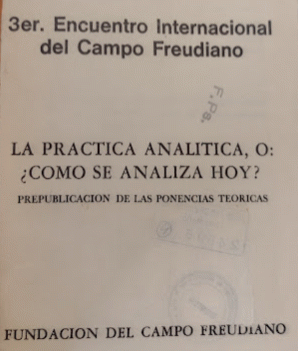 3er. Encuentro Internacional
del Campo Freudiano
F.Ps.
LA PRACTICA ANALITICA, O:
¿COMO SE ANALIZA HOY?
PREPUBLICACION DE LAS PONENCIAS TEORICAS
FUNDACION DEL CAMPO FREUDIANO